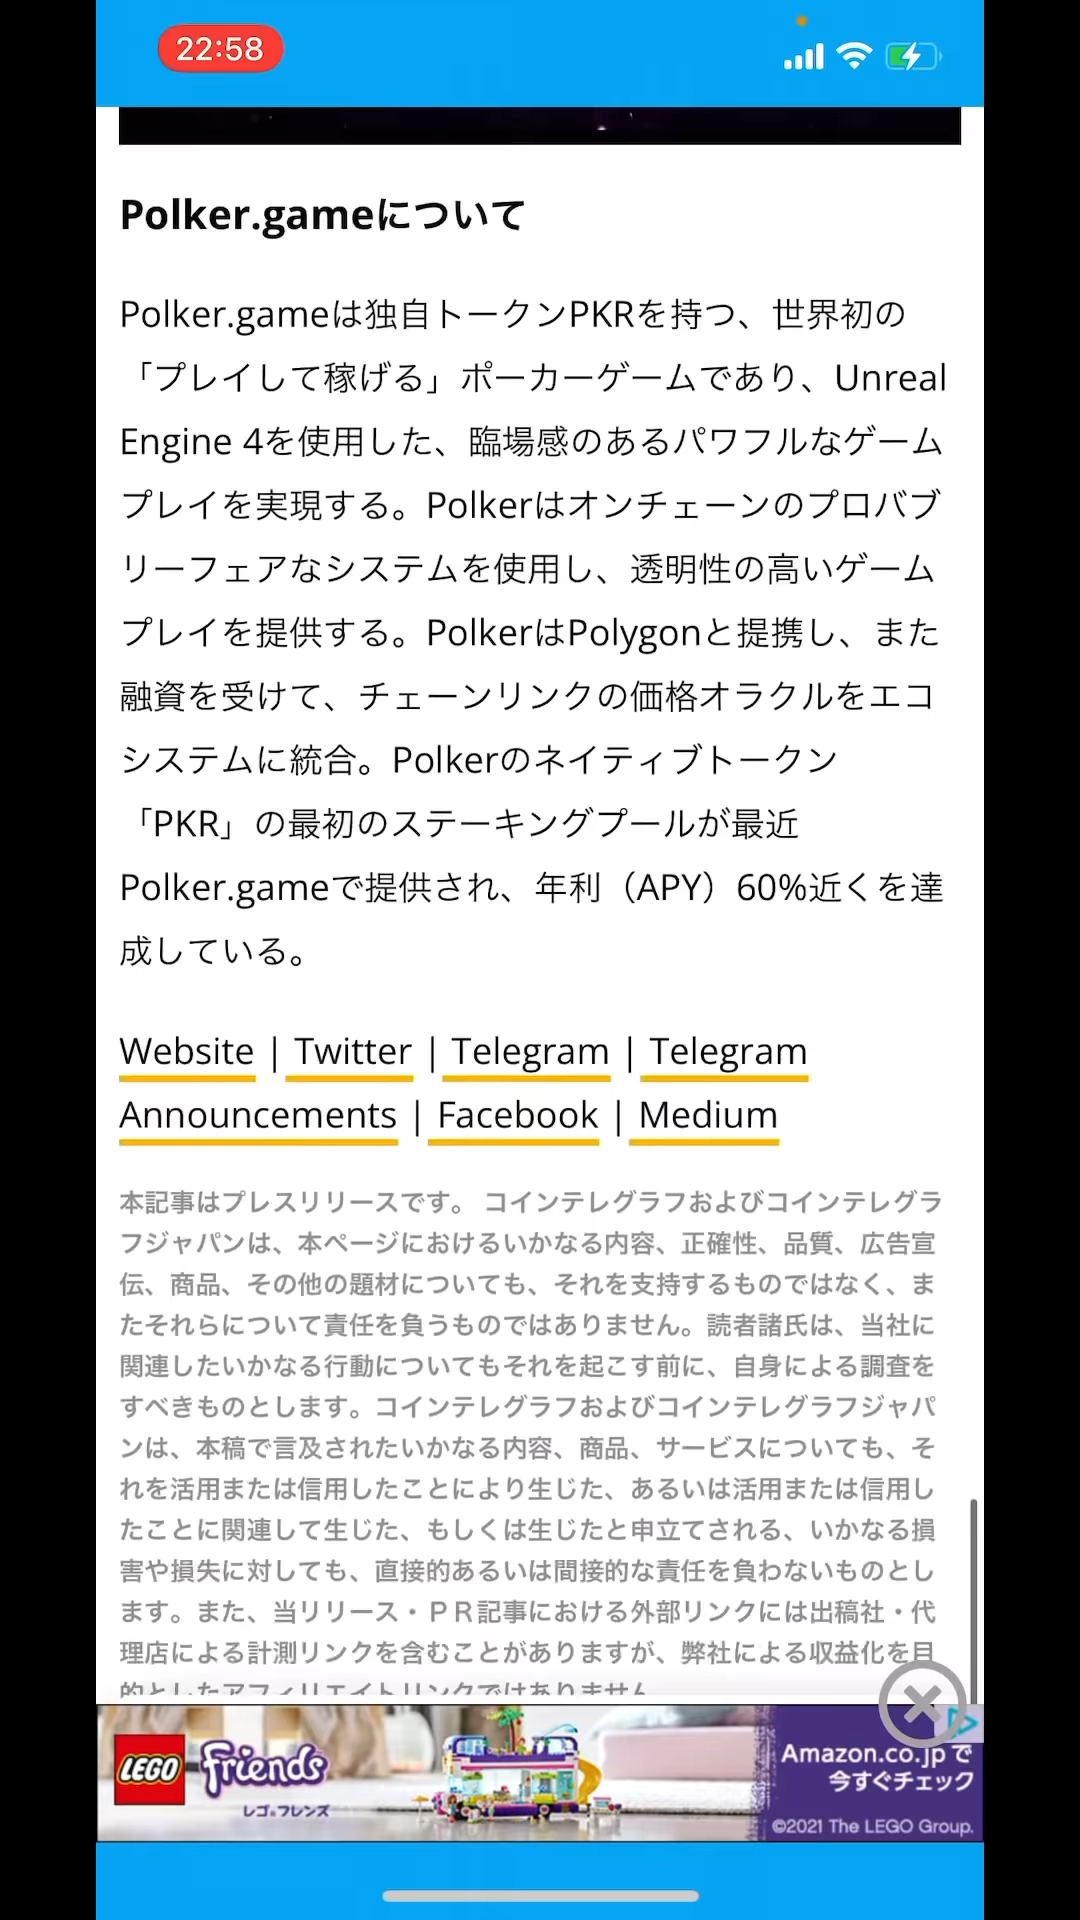 22:58
Polker.gameについて
Polker.gameは独自トークンPKRを持つ、世界初の
「プレイして稼げる」ポーカーゲームであり、Unreal
Engine 4を使用した、臨場感のあるパワフルなゲーム
プレイを実現する。Polkerはオンチェーンのプロバブ
リーフェアなシステムを使用し、透明性の高いゲーム
プレイを提供する。PolkerはPolygonと提携し、また
融資を受けて、チェーンリンクの価格オラクルをエコ
システムに統合。Polkerのネイティブトークン
「PKR」の最初のステーキングプールが最近
Polker.gameで提供され、年利（APY）60%近くを達
成している。
Website | Twitter | Telegram | Telegram
Announcements | Facebook | Medium
本記事はプレスリリースです。 コインテレグラフおよびコインテレグラ
フジャパンは、本ページにおけるいかなる内容、正確性、品質、広告宣
伝、商品、その他の題材についても、それを支持するものではなく、ま
たそれらについて責任を負うものではありません。読者諸氏は、当社に
関連したいかなる行動についてもそれを起こす前に、自身による調査を
すべきものとします。コインテレグラフおよびコインテレグラフジャパ
ンは、本稿で言及されたいかなる内容、商品、サービスについても、そ
れを活用または信用したことにより生じた、あるいは活用または信用し
たことに関連して生じた、もしくは生じたと申立てされる、いかなる損
害や損失に対しても、直接的あるいは間接的な責任を負わないものとし
ます。また、当リリース・ＰＲ記事における外部リンクには出稿社・代
理店による計測リンクを含むことがありますが、弊社による収益化を目
的としたアフィリエイトリンクではありません
LEGO Friends
レゴ®フレンズ
Amazon.co.jpで
今すぐチェック
©2021 The LEGO Group.